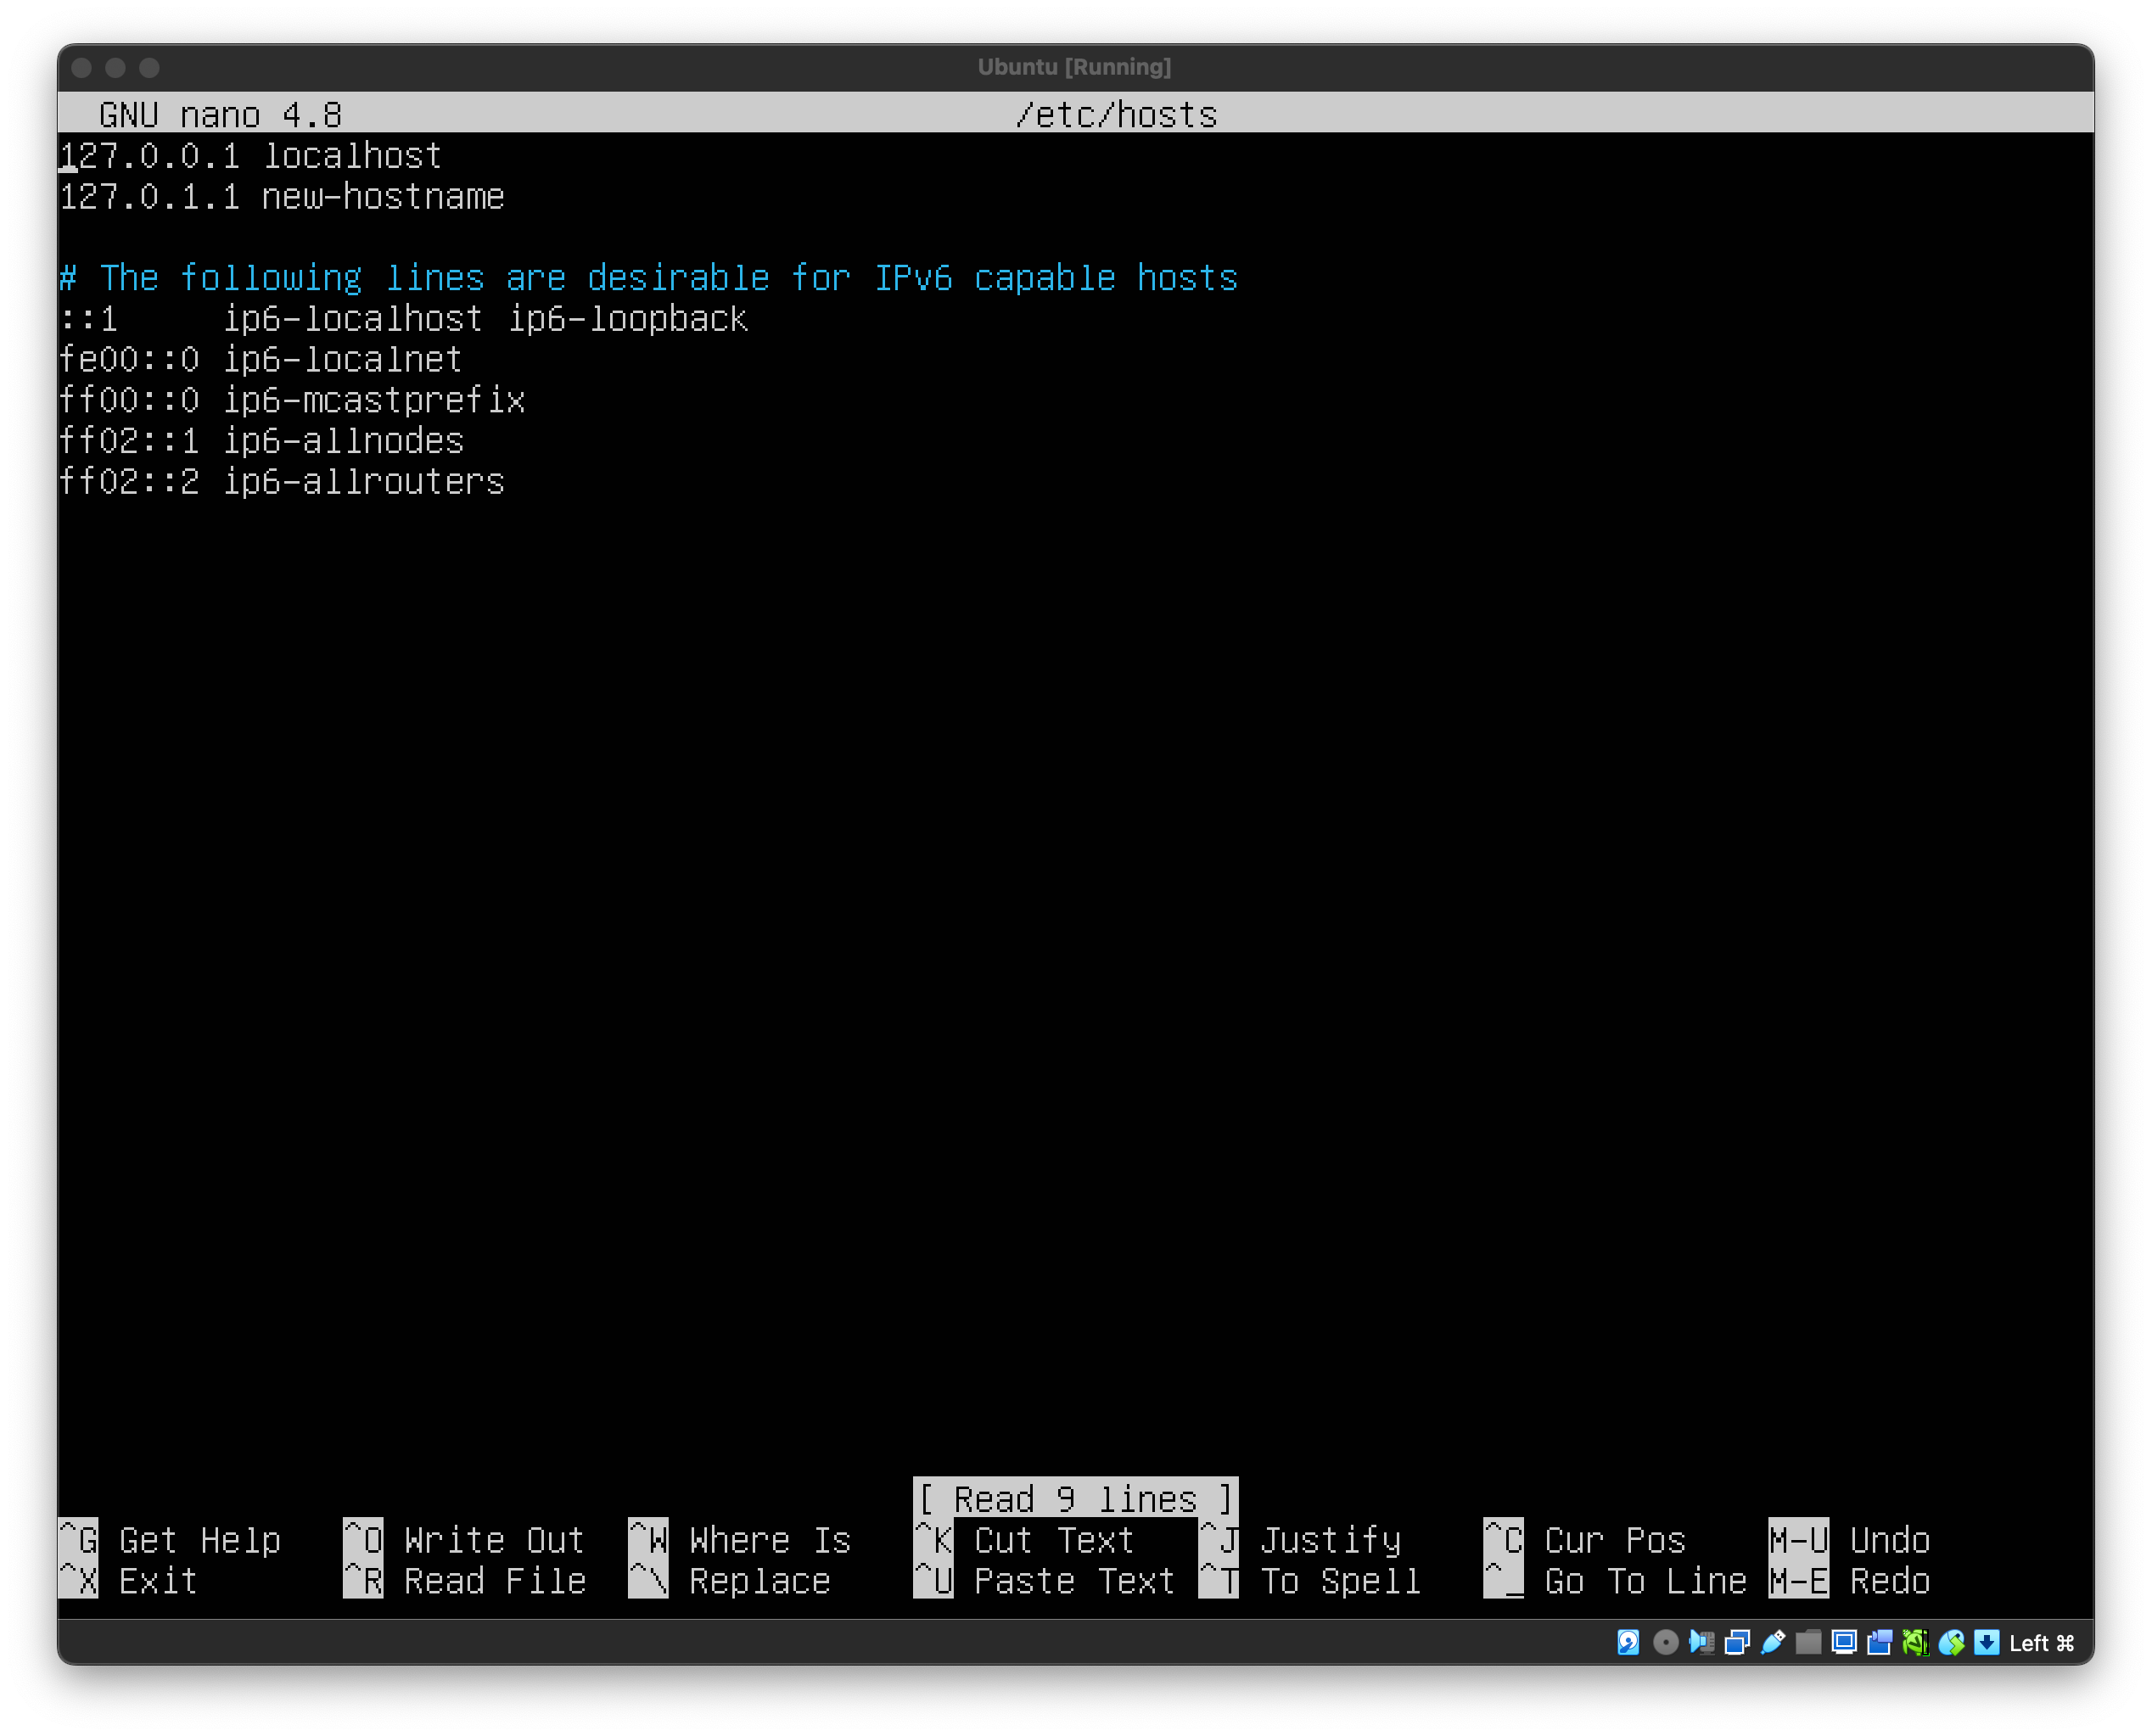 Ubuntu [Running]
GNU nano 4.8 /etc/hosts
127.0.0.1 localhost
127.0.1.1 new-hostname
# The following lines are desirable for IPv6 capable hosts
::1     ip6-localhost ip6-loopback
fe00::0 ip6-localnet
ff00::0 ip6-mcastprefix
ff02::1 ip6-allnodes
ff02::2 ip6-allrouters
[ Read 9 lines ]
^G Get Help ^O Write Out ^W Where Is ^K Cut Text ^J Justify ^C Cur Pos M-U Undo
^X Exit ^R Read File ^\ Replace ^U Paste Text ^T To Spell ^_ Go To Line M-E Redo
Left ⌘